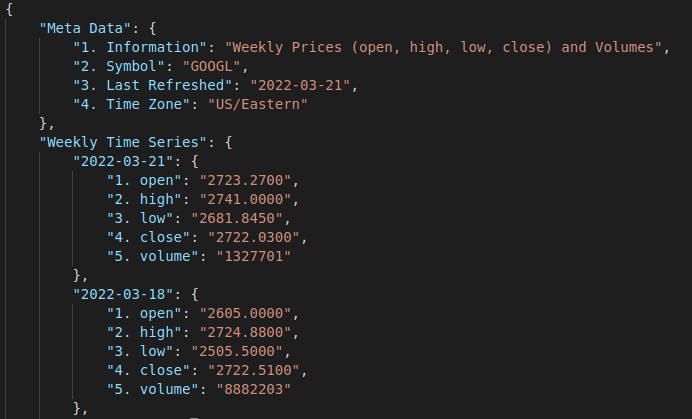 {
"Meta Data": {
"1. Information": "Weekly Prices (open, high, low, close) and Volumes",
"2. Symbol": "GOOGL",
"3. Last Refreshed": "2022-03-21",
"4. Time Zone": "US/Eastern"
},
"Weekly Time Series": {
"2022-03-21": {
"1. open": "2723.2700",
"2. high": "2741.0000",
"3. low": "2681.8450",
"4. close": "2722.0300",
"5. volume": "1327701"
},
"2022-03-18": {
"1. open": "2605.0000",
"2. high": "2724.8800",
"3. low": "2505.5000",
"4. close": "2722.5100",
"5. volume": "8882203"
},